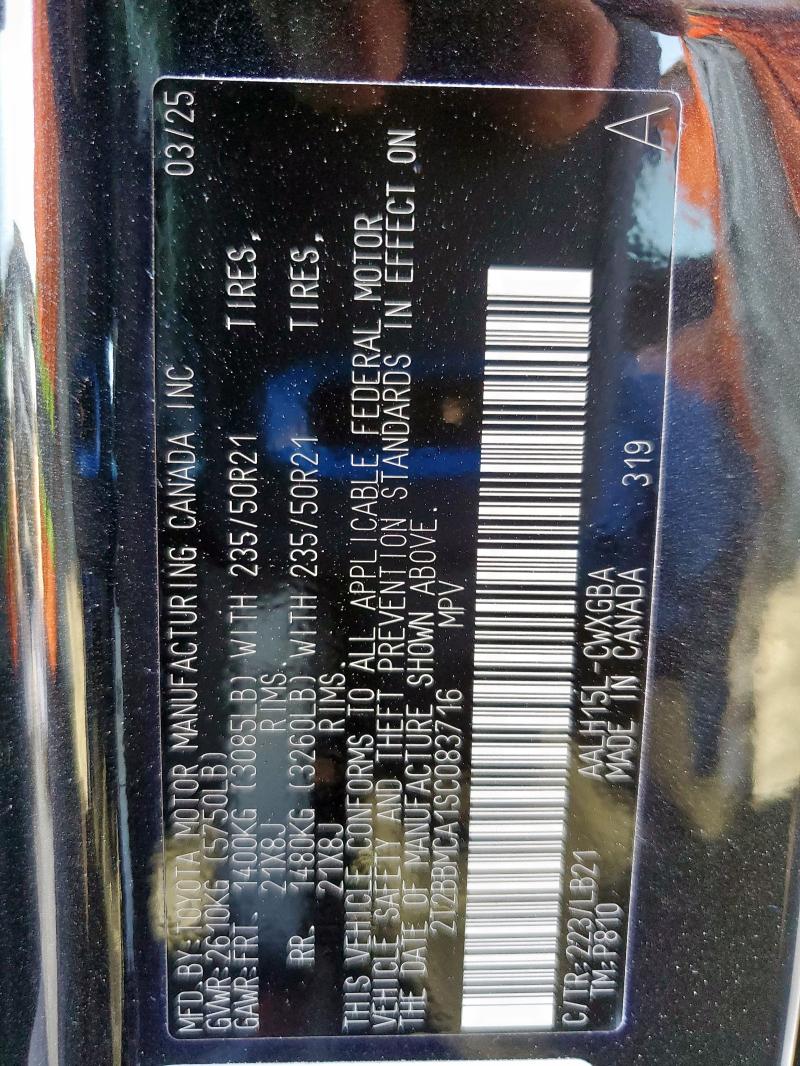 MFD.BY:TOYOTA MOTOR MANUFACTURING CANADA INC 03/25
GVWR:2610KG(5750LB)
GAWR:FRT. 1400KG(3085LB) WITH 235/50R21 TIRES,
21X8J RIMS.
RR. 1480KG(3260LB) WITH 235/50R21 TIRES,
21X8J RIMS.
THIS VEHICLE CONFORMS TO ALL APPLICABLE FEDERAL MOTOR
VEHICLE SAFETY AND THEFT PREVENTION STANDARDS IN EFFECT ON
THE DATE OF MANUFACTURE SHOWN ABOVE.
2T2BBMCA1SC083716 MPV
C/TR:223/LB21 AALH15L-CWXGBA
TM:P810 MADE IN CANADA 319
A